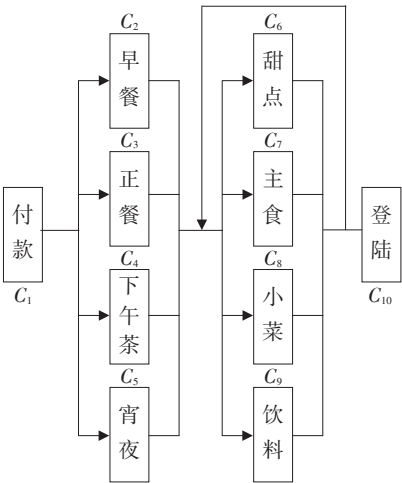 C₂
早餐
C₃
正餐
C₄
下午茶
C₅
宵夜
付款
C₁
C₆
甜点
C₇
主食
C₈
小菜
C₉
饮料
登陆
C₁₀